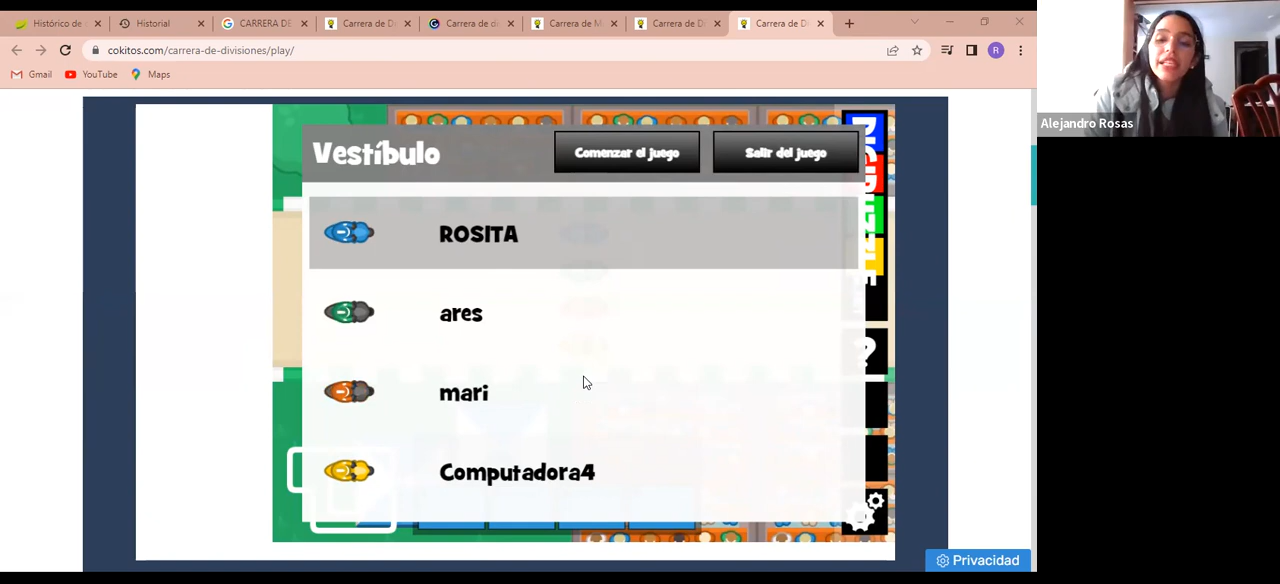 Histórico de
Historial
CARRERA DE
Carrera de D
Carrera de d
Carrera de M
Carrera de Di
Carrera de Di
cokitos.com/carrera-de-divisiones/play/
R
Gmail
YouTube
Maps
Alejandro Rosas
Vestíbulo
Comenzar el juego
Salir del juego
ROSITA
ares
mari
Computadora4
?
Privacidad